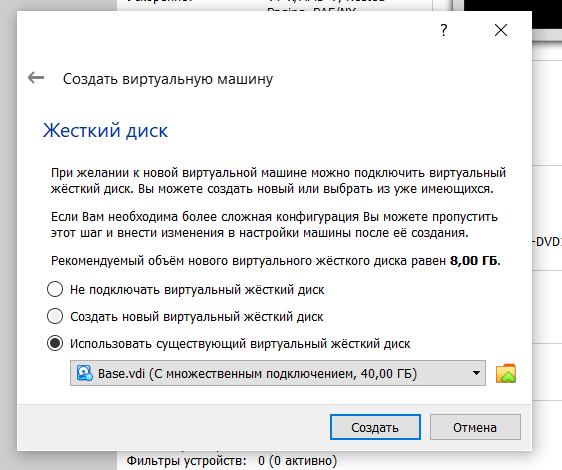 ?
Создать виртуальную машину
Жесткий диск
При желании к новой виртуальной машине можно подключить виртуальный
жёсткий диск. Вы можете создать новый или выбрать из уже имеющихся.
Если Вам необходима более сложная конфигурация Вы можете пропустить
этот шаг и внести изменения в настройки машины после её создания.
Рекомендуемый объём нового виртуального жёсткого диска равен 8,00 ГБ.
Не подключать виртуальный жёсткий диск
Создать новый виртуальный жёсткий диск
Использовать существующий виртуальный жёсткий диск
Base.vdi (С множественным подключением, 40,00 ГБ)
Создать
Отмена
-DVD
Фильтры устройств: 0 (0 активно)